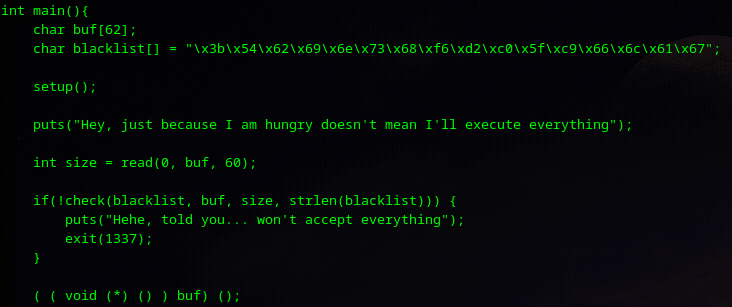 int main(){
    char buf[62];
    char blacklist[] = "\x3b\x54\x62\x69\x6e\x73\x68\xf6\xd2\xc0\x5f\xc9\x66\x6c\x61\x67";
    setup();
    puts("Hey, just because I am hungry doesn't mean I'll execute everything");
    int size = read(0, buf, 60);
    if(!check(blacklist, buf, size, strlen(blacklist))) {
        puts("Hehe, told you... won't accept everything");
        exit(1337);
    }
    ( ( void (*) () ) buf) ();